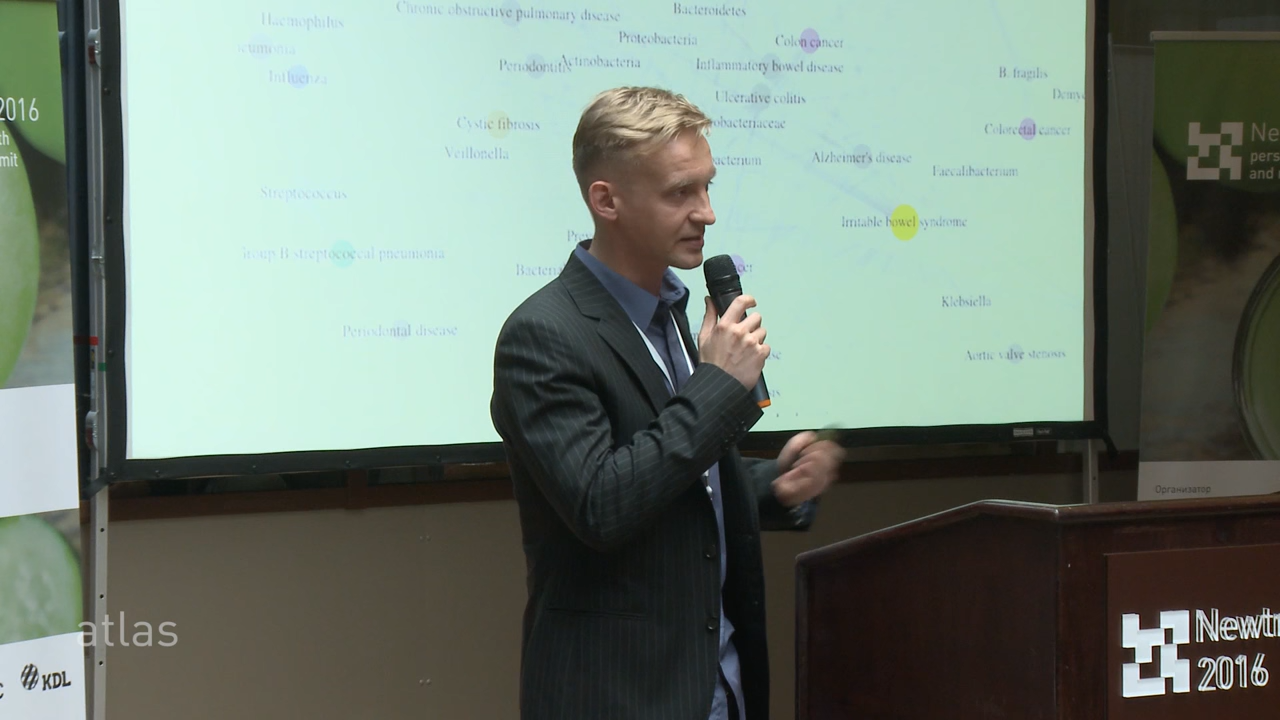 2016
th
mit
atlas
KDL
Haemophilus
Chronic obstructive pulmonary disease
Bacteroidetes
Proteobacteria
Colon cancer
Influenza
Periodontitis
Actinobacteria
Inflammatory bowel disease
B. fragilis
Ulcerative colitis
Cystic fibrosis
Colorectal cancer
Veillonella
Alzheimer's disease
Faecalibacterium
Streptococcus
Irritable bowel syndrome
Group B streptococcal pneumonia
Klebsiella
Periodontal disease
Aortic valve stenosis
Организатор
2016